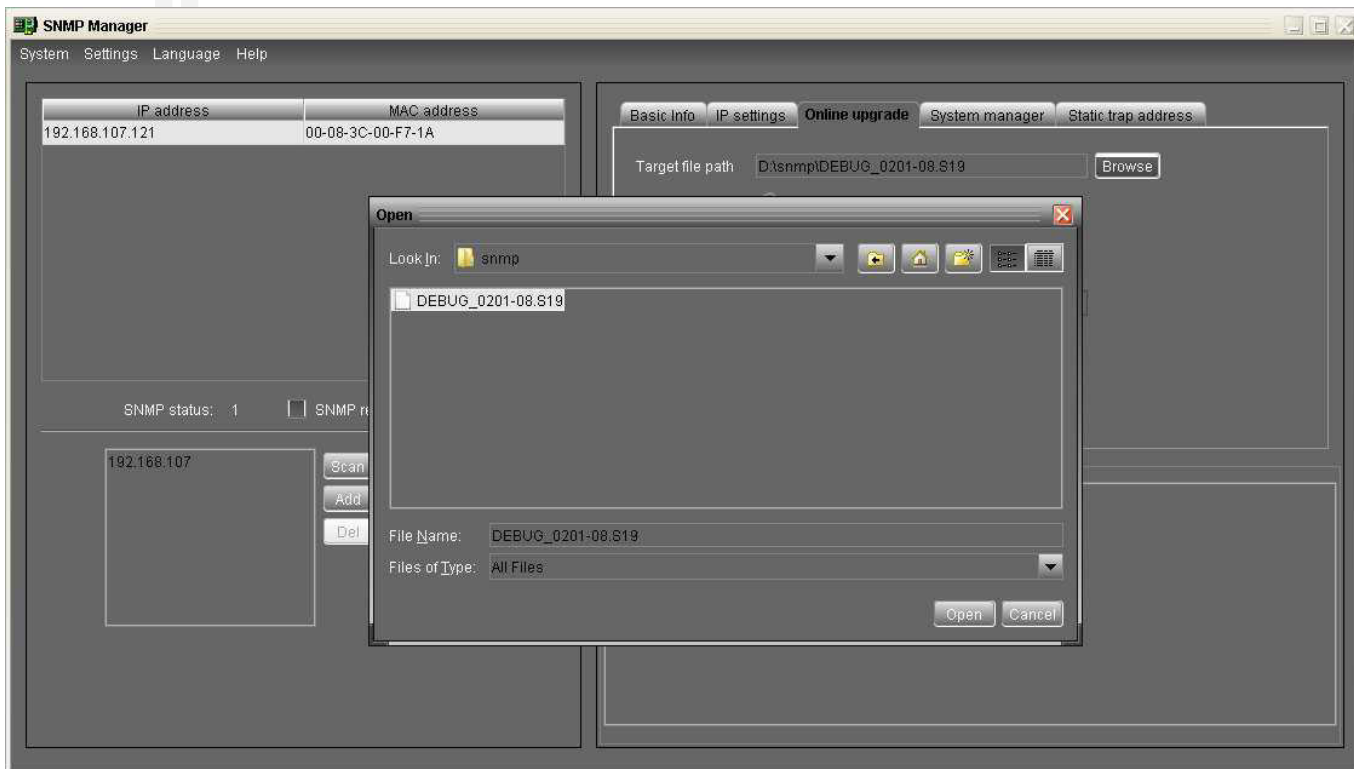 SNMP Manager
System Settings Language Help
IP address MAC address
192.168.107.121 00-08-3C-00-F7-1A
SNMP status: 1 SNMP re
192.168.107
Scan
Add
Del
Basic Info IP settings Online upgrade System manager Static trap address
Target file path D:\snmp\DEBUG_0201-08.S19 Browse
Open
Look In: snmp
DEBUG_0201-08.S19
File Name: DEBUG_0201-08.S19
Files of Type: All Files
Open Cancel